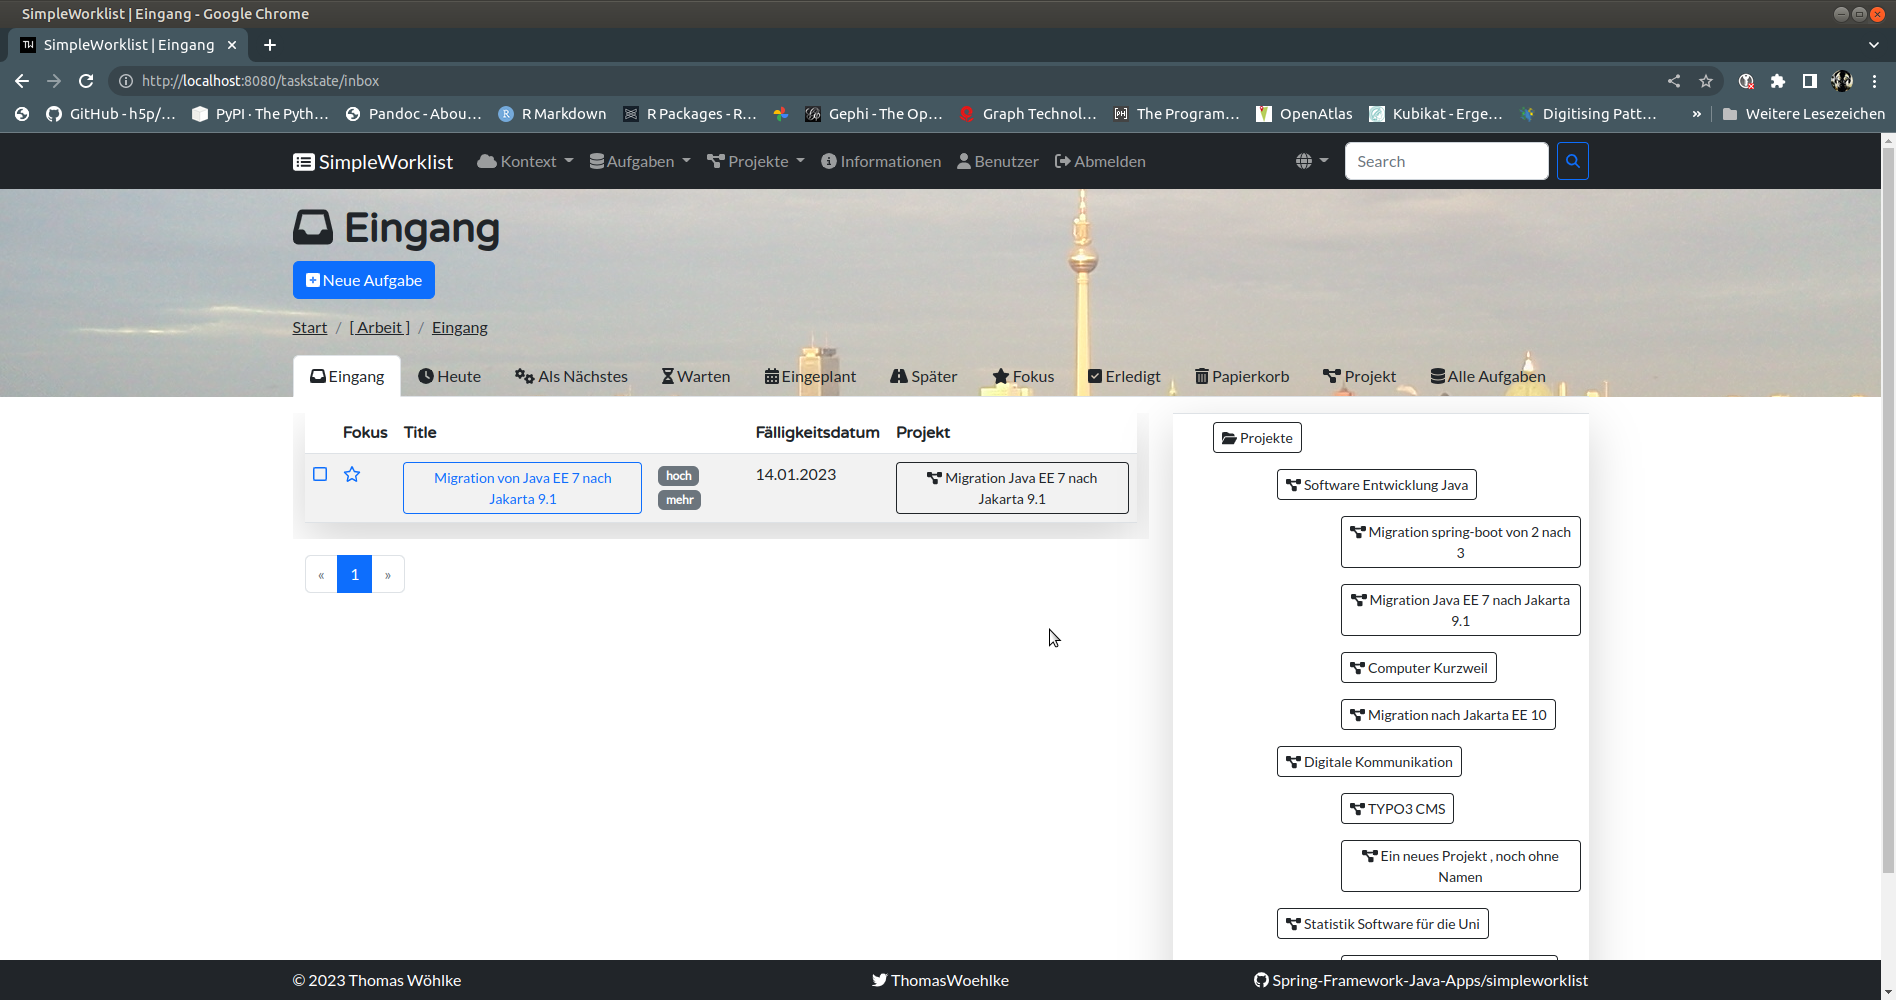 SimpleWorklist | Eingang - Google Chrome
SimpleWorklist | Eingang
http://localhost:8080/taskstate/inbox
GitHub - h5p/... PyPI · The Pyth... Pandoc - Abou... R Markdown R Packages - R... Gephi - The Op... Graph Technol... The Program... OpenAtlas Kubikat - Erge... Digitising Patt... » Weitere Lesezeichen
SimpleWorklist Kontext Aufgaben Projekte Informationen Benutzer Abmelden Search
Eingang
Neue Aufgabe
Start / [ Arbeit ] / Eingang
Eingang Heute Als Nächstes Warten Eingeplant Später Fokus Erledigt Papierkorb Projekt Alle Aufgaben
Fokus Title Fälligkeitsdatum Projekt
Migration von Java EE 7 nach
Jakarta 9.1
hoch
mehr
14.01.2023
Migration Java EE 7 nach
Jakarta 9.1
« 1 »
Projekte
Software Entwicklung Java
Migration spring-boot von 2 nach
3
Migration Java EE 7 nach Jakarta
9.1
Computer Kurzweil
Migration nach Jakarta EE 10
Digitale Kommunikation
TYPO3 CMS
Ein neues Projekt , noch ohne
Namen
Statistik Software für die Uni
© 2023 Thomas Wöhlke ThomasWoehlke Spring-Framework-Java-Apps/simpleworklist